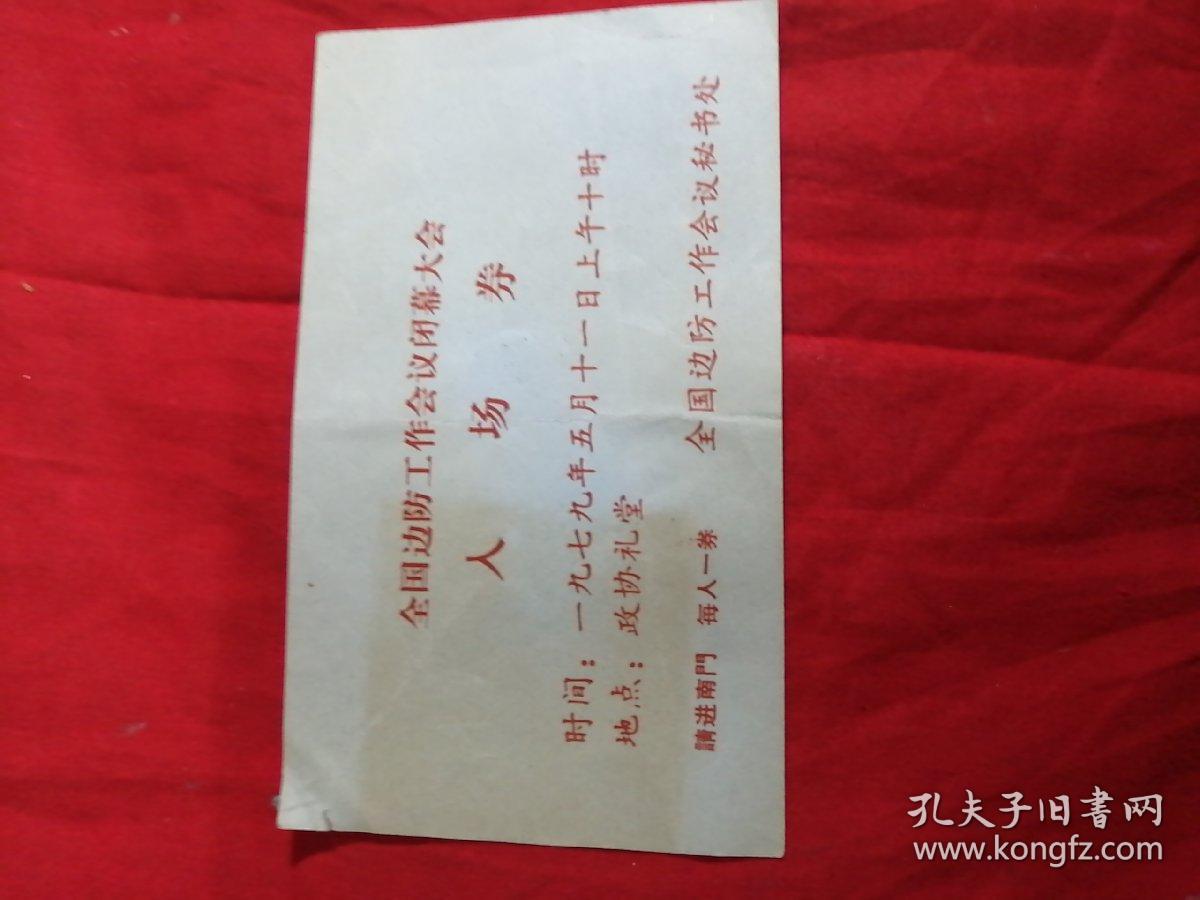 全国边防工作会议闭幕大会
入场券
时间：一九七九年五月十一日上午十时
地点：政协礼堂
請进南門 每人一券 全国边防工作会议秘书处
孔夫子旧書网
www.kongfz.com